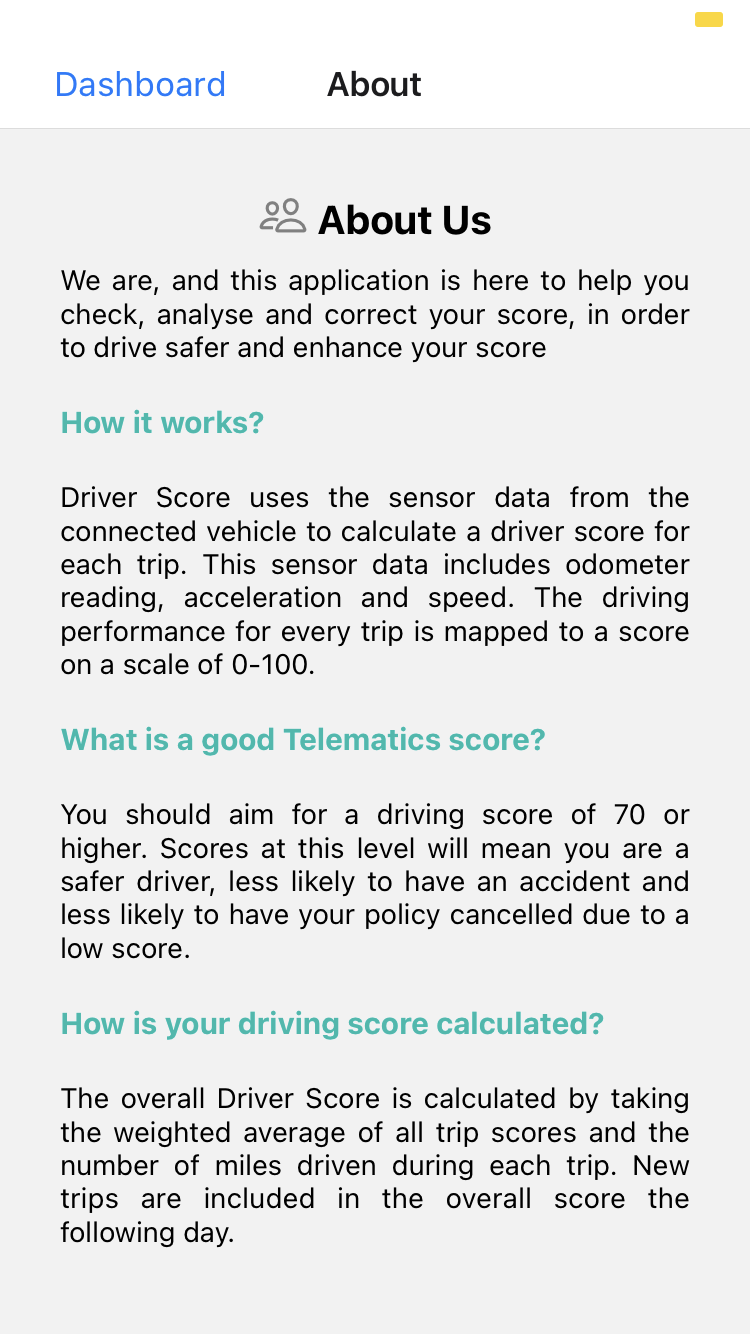 Dashboard
About
About Us
We are, and this application is here to help you
check, analyse and correct your score, in order
to drive safer and enhance your score
How it works?
Driver Score uses the sensor data from the
connected vehicle to calculate a driver score for
each trip. This sensor data includes odometer
reading, acceleration and speed. The driving
performance for every trip is mapped to a score
on a scale of 0-100.
What is a good Telematics score?
You should aim for a driving score of 70 or
higher. Scores at this level will mean you are a
safer driver, less likely to have an accident and
less likely to have your policy cancelled due to a
low score.
How is your driving score calculated?
The overall Driver Score is calculated by taking
the weighted average of all trip scores and the
number of miles driven during each trip. New
trips are included in the overall score the
following day.